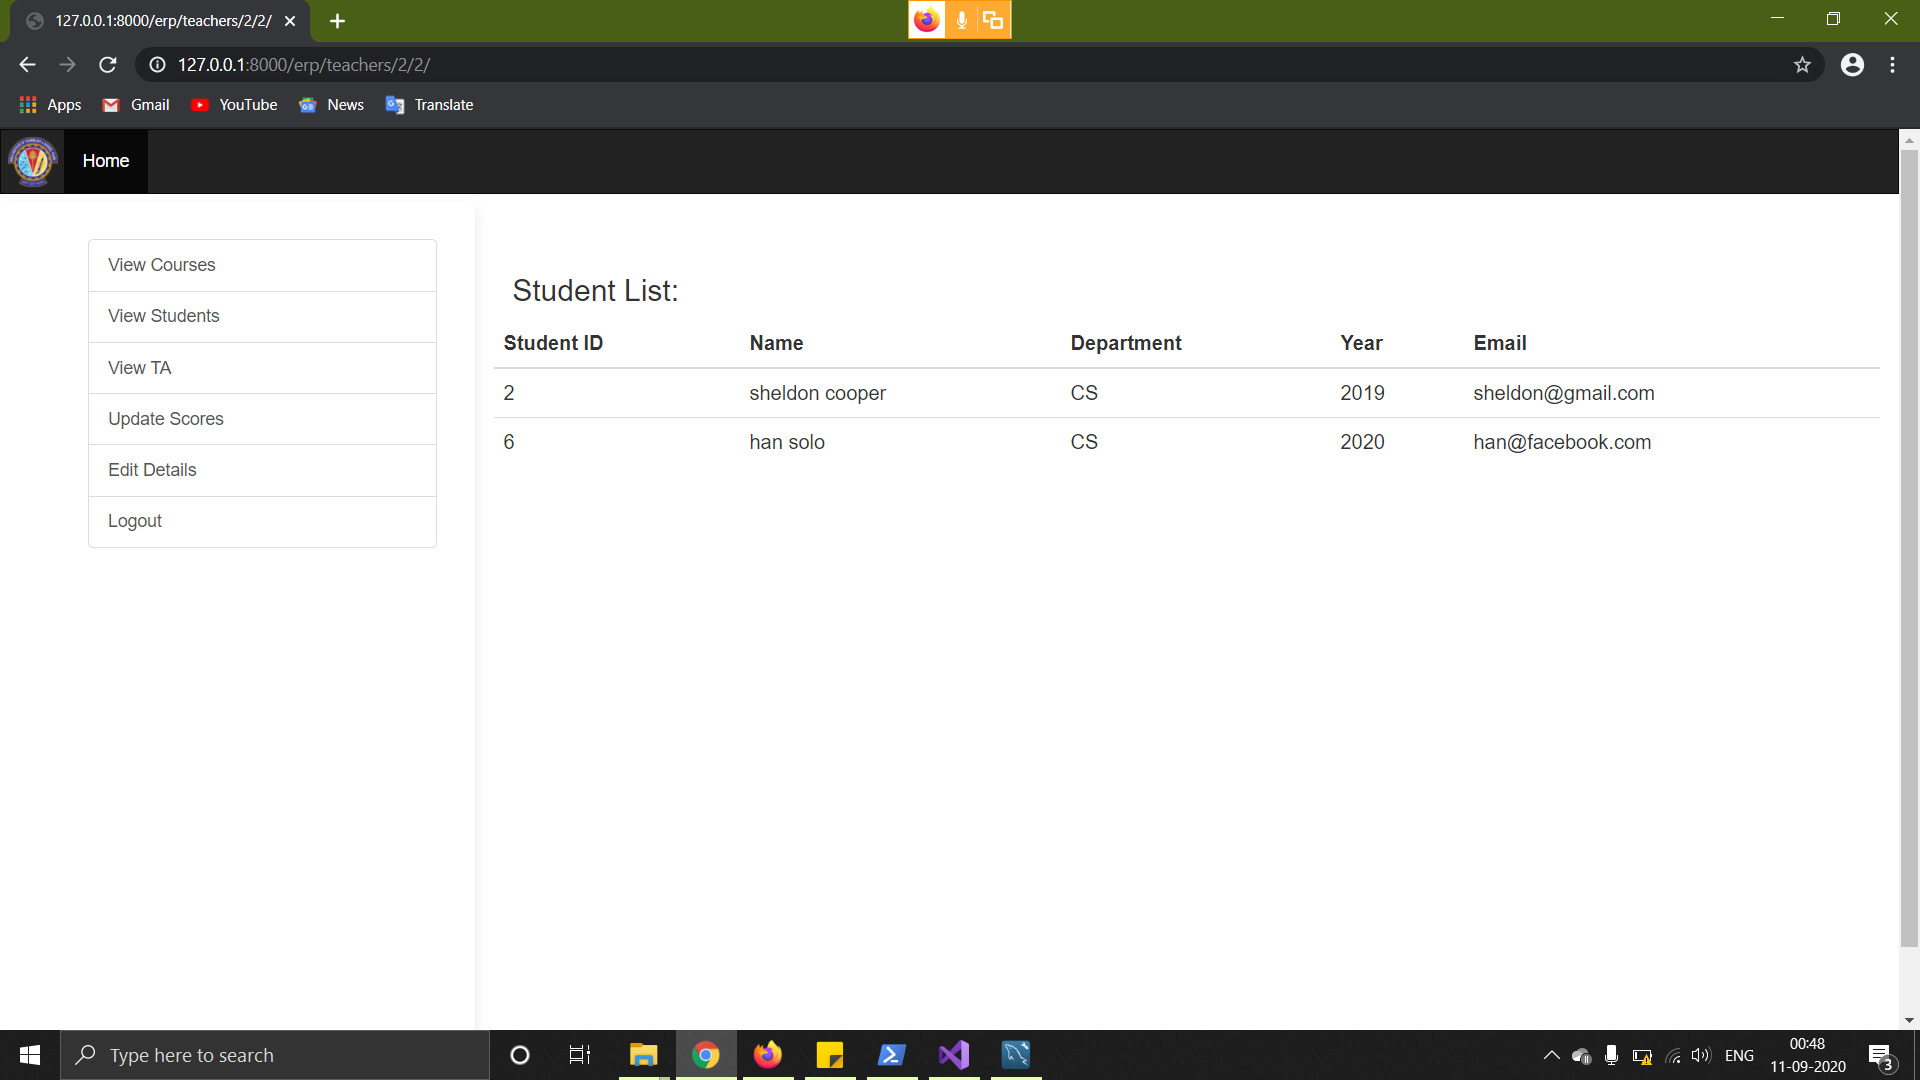 127.0.0.1:8000/erp/teachers/2/2/
127.0.0.1:8000/erp/teachers/2/2/
Apps Gmail YouTube News Translate
Home
View Courses
View Students
View TA
Update Scores
Edit Details
Logout
Student List:
Student ID Name Department Year Email
2 sheldon cooper CS 2019 sheldon@gmail.com
6 han solo CS 2020 han@facebook.com
Type here to search
ENG
00:48
11-09-2020
3